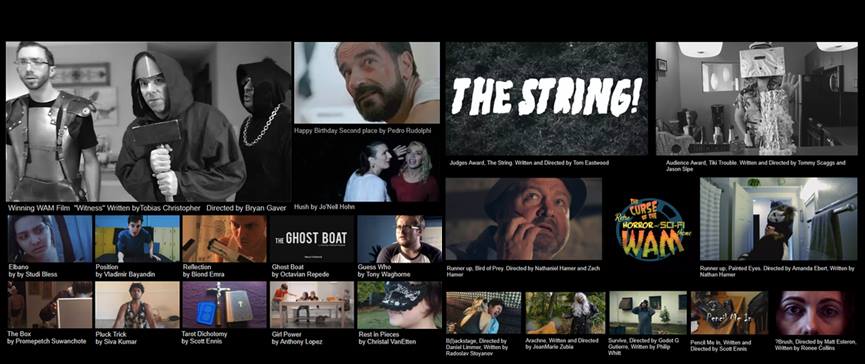 Winning WAM Film "Witness" Written byTobias Christopher Directed by Bryan Gaver
Happy Birthday Second place by Pedro Rudolphi
Hush by Jo'Nell Hohn
Elbano
by by Studi Bless
Position
by Vladimir Bayandin
Reflection
by Biond Emra
THE GHOST BOAT
Ghost Boat
by Octavian Repede
Guess Who
by Tony Waghorne
The Box
by Promepetch Suwanchote
Pluck Trick
by Siva Kumar
Tarot Dichotomy
by Scott Ennis
Girl Power
by Anthony Lopez
Rest in Pieces
by Christal VanEtten
THE STRING!
Judges Award, The String. Written and Directed by Tom Eastwood
Audience Award, Tiki Trouble. Written and Directed by Tommy Scaggs and
Jason Sipe
Runner up, Bird of Prey. Directed by Nathaniel Hamer and Zach
Hamer
THE
CURSE
OF THE
Retro
HORROR or SCI-FI
Theme
WAM
Runner up, Painted Eyes. Directed by Amanda Ebert, Written by
Nathan Hamer
B(l)ackstage, Directed by
Daniel Limmer, Written by
Radoslav Stoyanov
Arachne, Written and Directed
by JeanMarie Zubia
Survive, Directed by Godot G
Gutierre, Written by Philip
Whitt
Pencil Me In
Pencil Me In, Written and
Directed by Scott Ennis
?Brush, Directed by Matt Esteron,
Written by Renee Collins